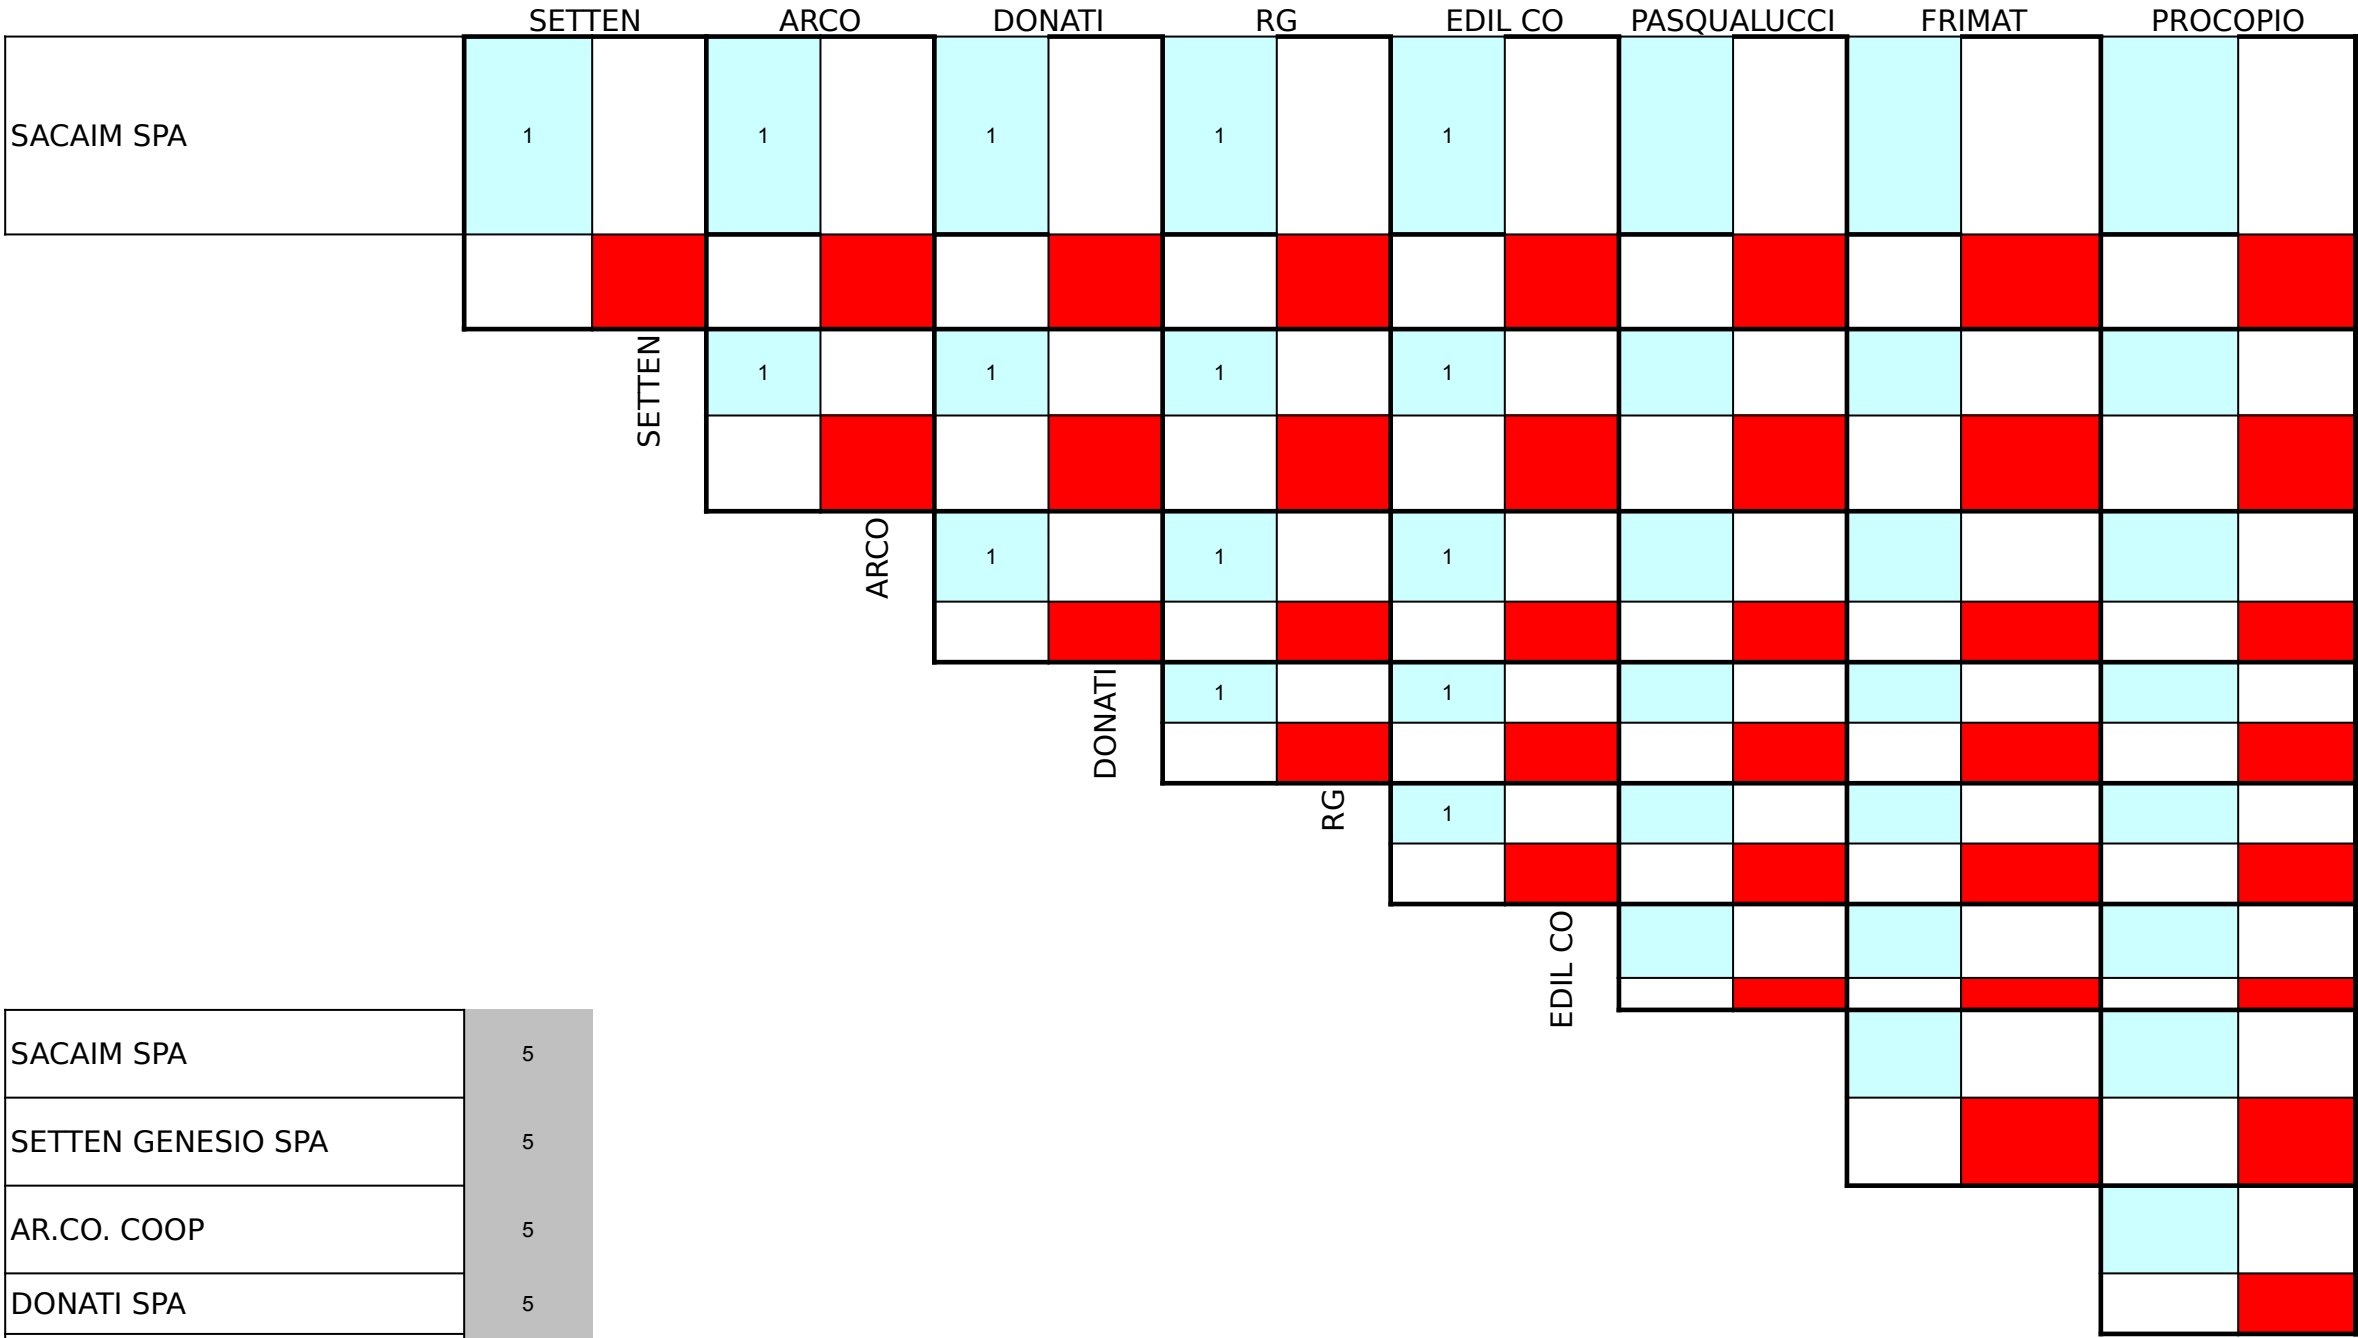 SETTEN ARCO DONATI RG EDIL CO PASQUALUCCI FRIMAT PROCOPIO
SACAIM SPA 1 1 1 1 1
SETTEN 1 1 1 1
ARCO 1 1 1
DONATI 1 1
RG 1
EDIL CO
SACAIM SPA 5
SETTEN GENESIO SPA 5
AR.CO. COOP 5
DONATI SPA 5